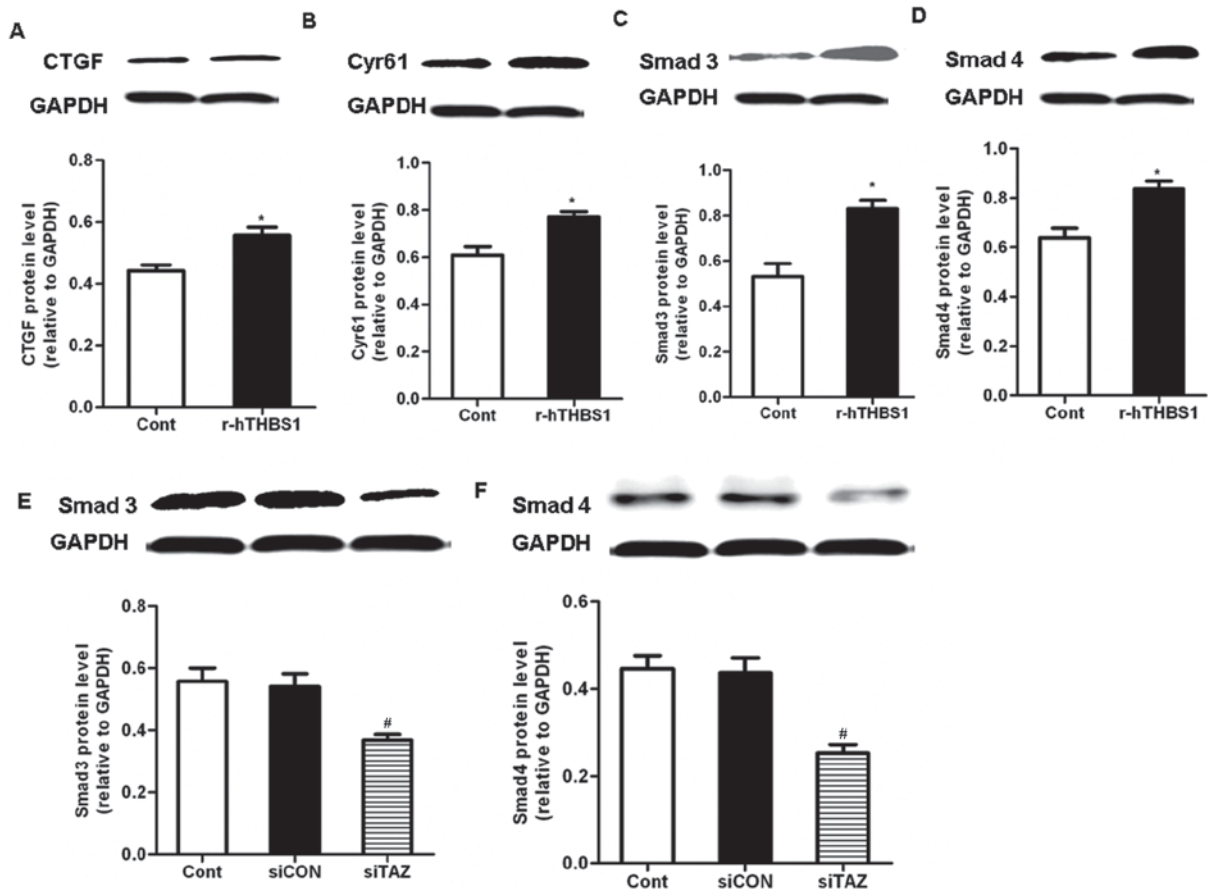 A
CTGF
GAPDH
0.8
0.6
0.4
0.2
0.0
CTGF protein level
(relative to GAPDH)
*
Cont
r-hTHBS1
B
Cyr61
GAPDH
1.0
0.8
0.6
0.4
0.2
0.0
Cyr61 protein level
(relative to GAPDH)
*
Cont
r-hTHBS1
C
Smad 3
GAPDH
1.0
0.8
0.6
0.4
0.2
0.0
Smad3 protein level
(relative to GAPDH)
*
Cont
r-hTHBS1
D
Smad 4
GAPDH
1.0
0.8
0.6
0.4
0.2
0.0
Smad4 protein level
(relative to GAPDH)
*
Cont
r-hTHBS1
E
Smad 3
GAPDH
0.8
0.6
0.4
0.2
0.0
Smad3 protein level
(relative to GAPDH)
#
Cont
siCON
siTAZ
F
Smad 4
GAPDH
0.6
0.4
0.2
0.0
Smad4 protein level
(relative to GAPDH)
#
Cont
siCON
siTAZ